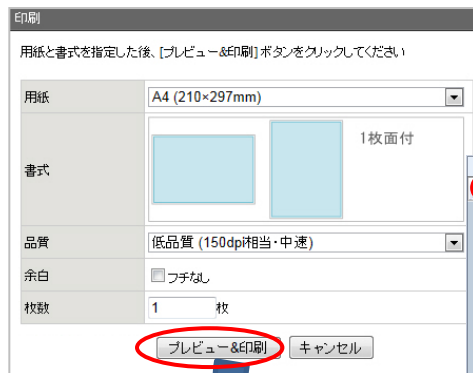 印刷
用紙と書式を指定した後、[プレビュー&印刷]ボタンをクリックしてください
用紙 A4 (210×297mm)
書式 1枚面付
品質 低品質 (150dpi相当・中速)
余白 フチなし
枚数 1 枚
プレビュー&印刷 キャンセル